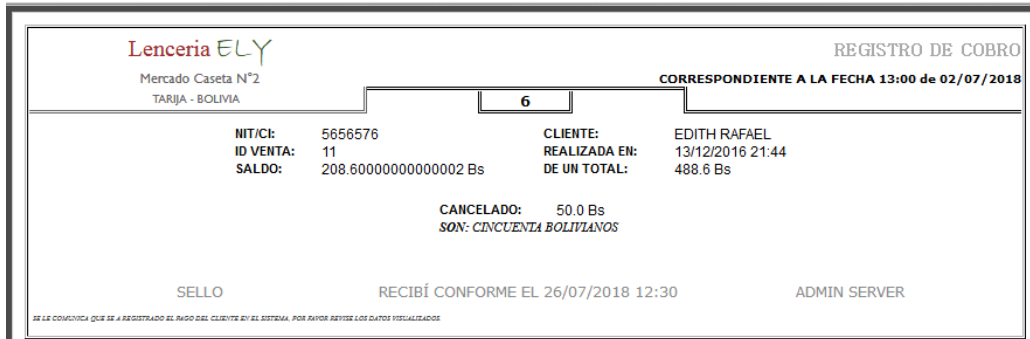 Lenceria ELY
REGISTRO DE COBRO
Mercado Caseta N°2
CORRESPONDIENTE A LA FECHA 13:00 de 02/07/2018
TARIJA - BOLIVIA
6
NIT/CI: 5656576 CLIENTE: EDITH RAFAEL
ID VENTA: 11 REALIZADA EN: 13/12/2016 21:44
SALDO: 208.60000000000002 Bs DE UN TOTAL: 488.6 Bs
CANCELADO: 50.0 Bs
SON: CINCUENTA BOLIVIANOS
SELLO RECIBÍ CONFORME EL 26/07/2018 12:30 ADMIN SERVER
SE LE COMUNICA QUE SE A REGISTRADO EL PAGO DEL CLIENTE EN EL SISTEMA, POR FAVOR REVISE LOS DATOS VISUALIZADOS.